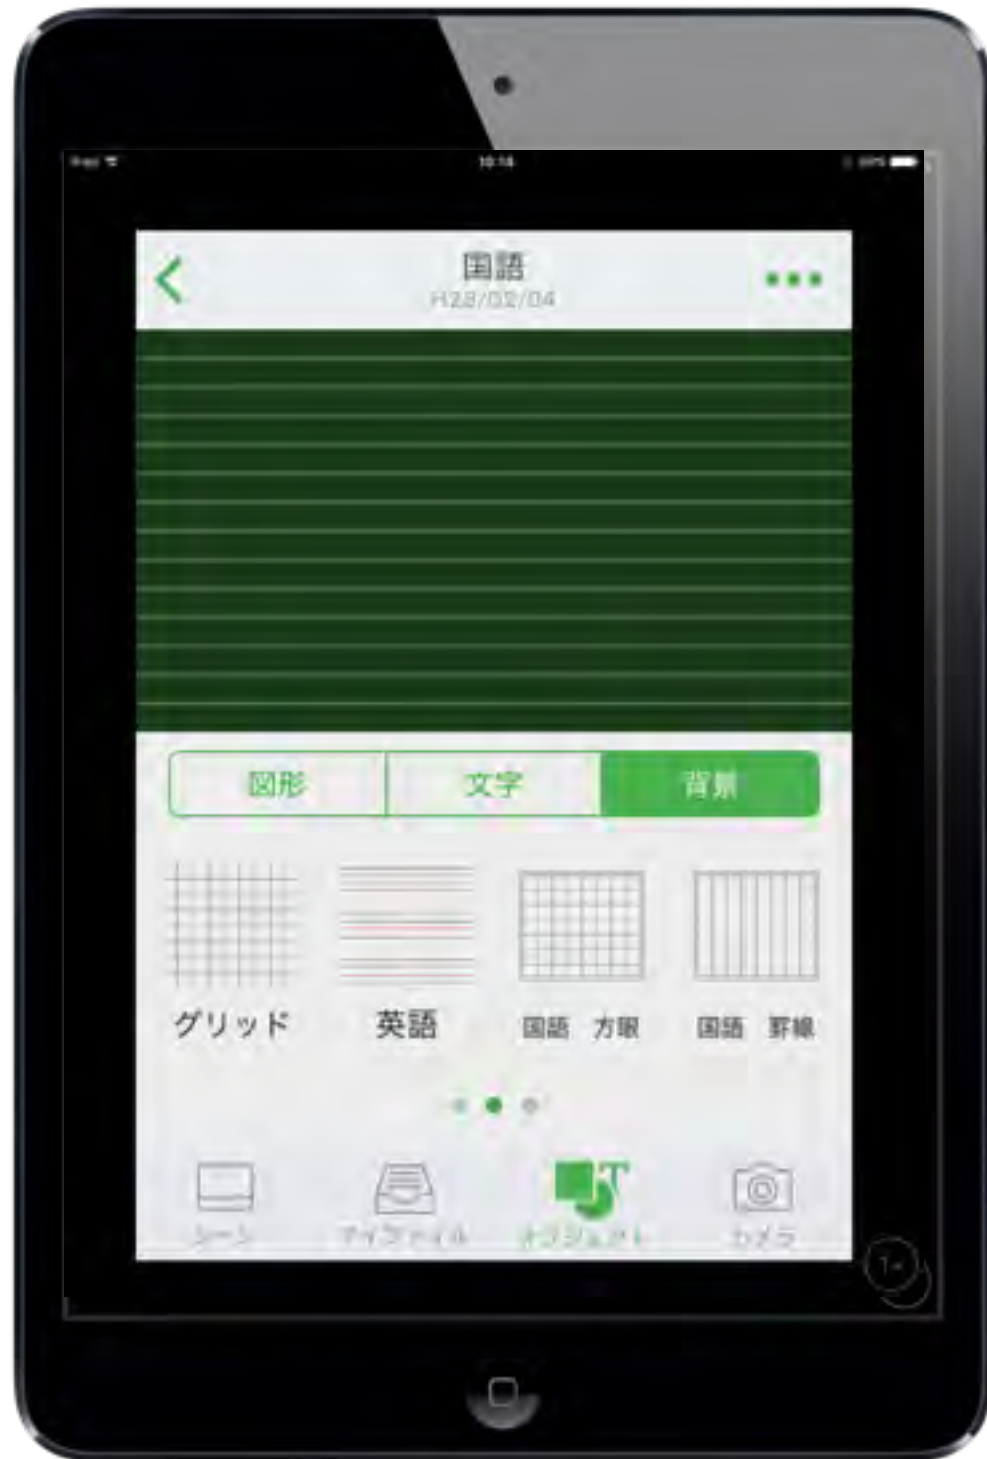 10:16
国語
H28/02/04
図形 文字 背景
グリッド 英語 国語 方眼 国語 罫線
シーン マイファイル オブジェクト カメラ